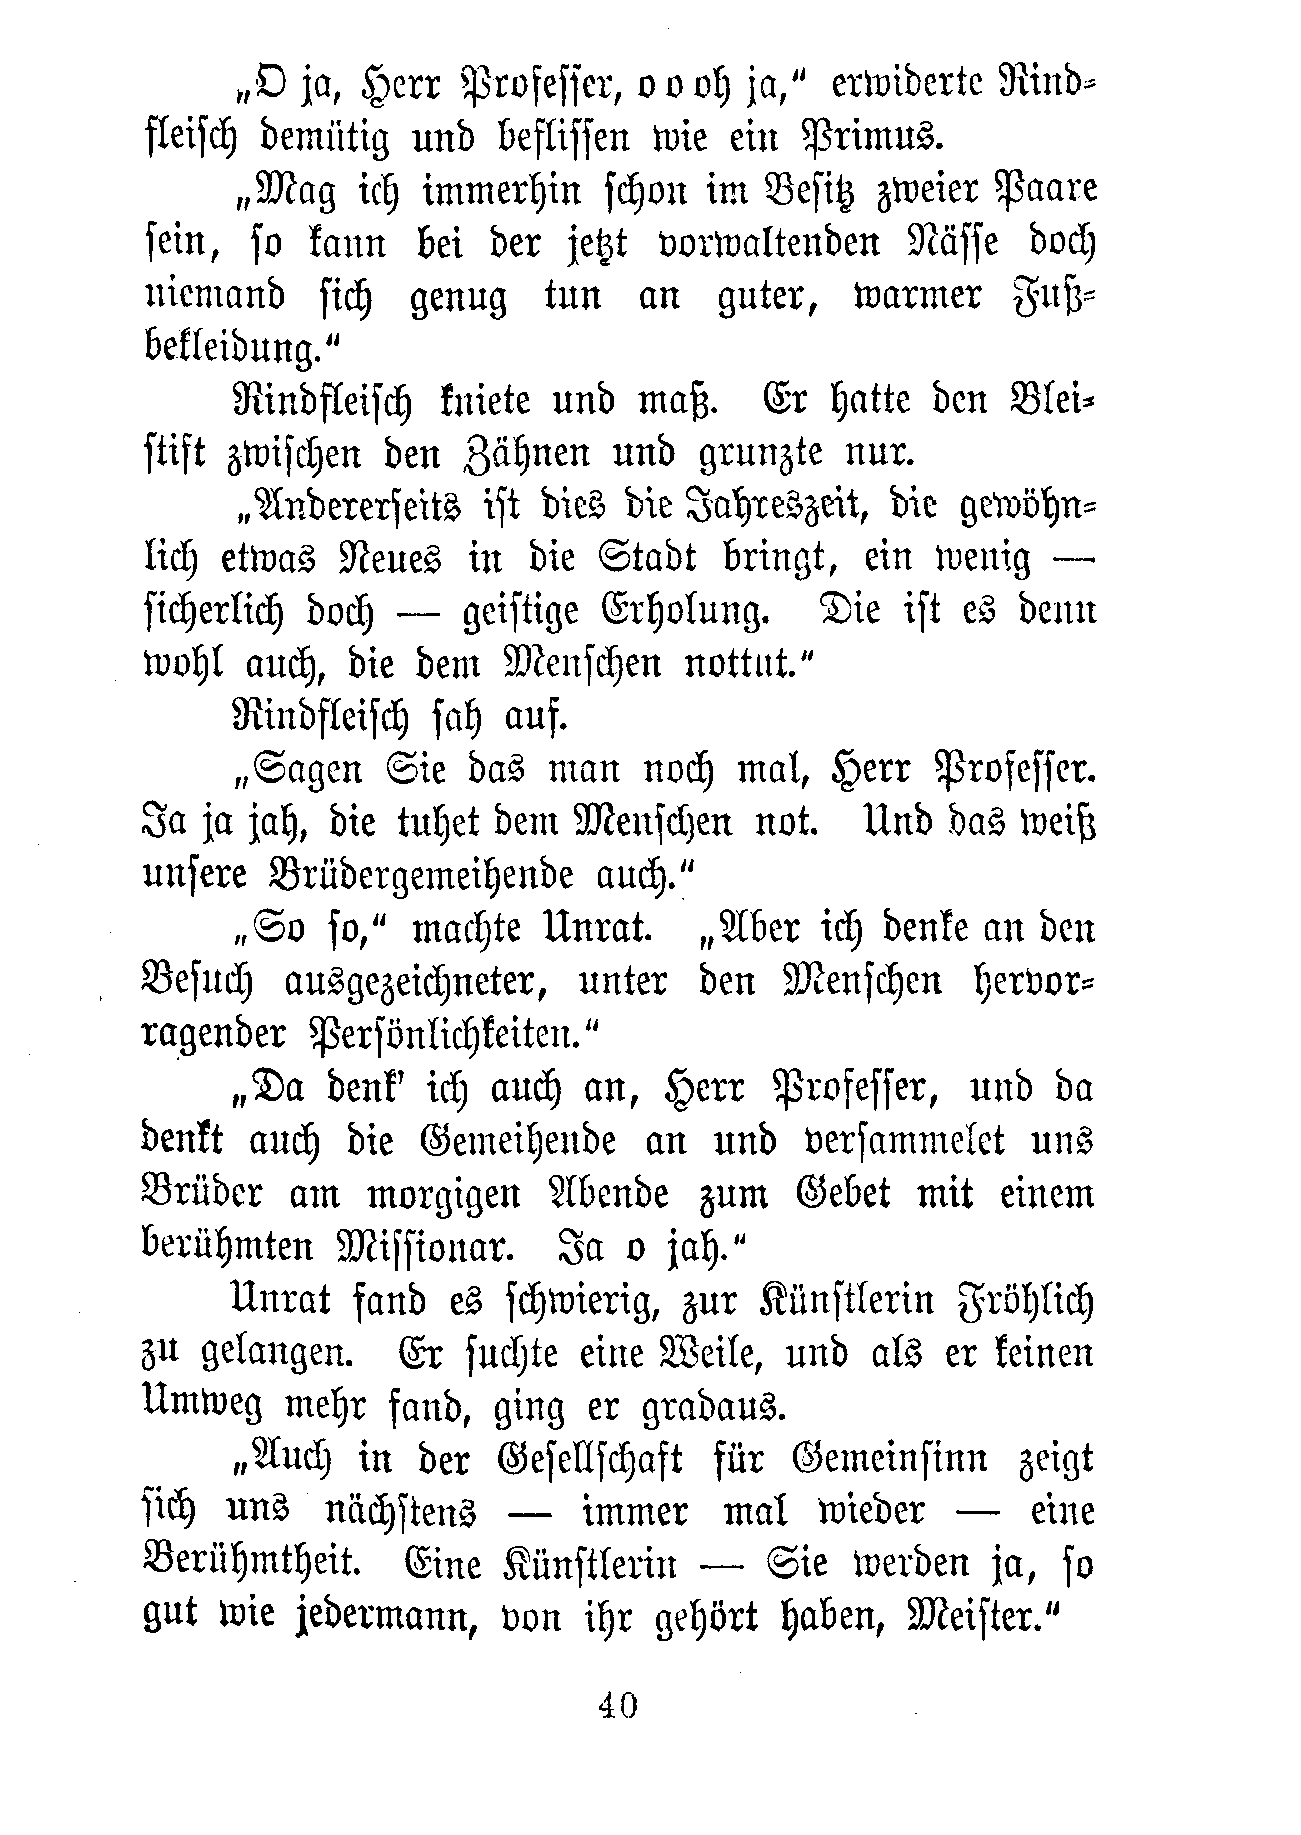 „O ja, Herr Professer, o o oh ja,“ erwiderte Rind-
fleisch demütig und beflissen wie ein Primus.
„Mag ich immerhin schon im Besitz zweier Paare
sein, so kann bei der jetzt vorwaltenden Nässe doch
niemand sich genug tun an guter, warmer Fuß-
bekleidung.“
Rindfleisch kniete und maß. Er hatte den Blei-
stift zwischen den Zähnen und grunzte nur.
„Andererseits ist dies die Jahreszeit, die gewöhn-
lich etwas Neues in die Stadt bringt, ein wenig —
sicherlich doch — geistige Erholung. Die ist es denn
wohl auch, die dem Menschen nottut.“
Rindfleisch sah auf.
„Sagen Sie das man noch mal, Herr Professer.
Ja ja jah, die tuhet dem Menschen not. Und das weiß
unsere Brüdergemeihende auch.“
„So so,“ machte Unrat. „Aber ich denke an den
Besuch ausgezeichneter, unter den Menschen hervor-
ragender Persönlichkeiten.“
„Da denk’ ich auch an, Herr Professer, und da
denkt auch die Gemeihende an und versammelet uns
Brüder am morgigen Abende zum Gebet mit einem
berühmten Missionar. Ja o jah.“
Unrat fand es schwierig, zur Künstlerin Fröhlich
zu gelangen. Er suchte eine Weile, und als er keinen
Umweg mehr fand, ging er gradaus.
„Auch in der Gesellschaft für Gemeinsinn zeigt
sich uns nächstens — immer mal wieder — eine
Berühmtheit. Eine Künstlerin — Sie werden ja, so
gut wie jedermann, von ihr gehört haben, Meister.“
40